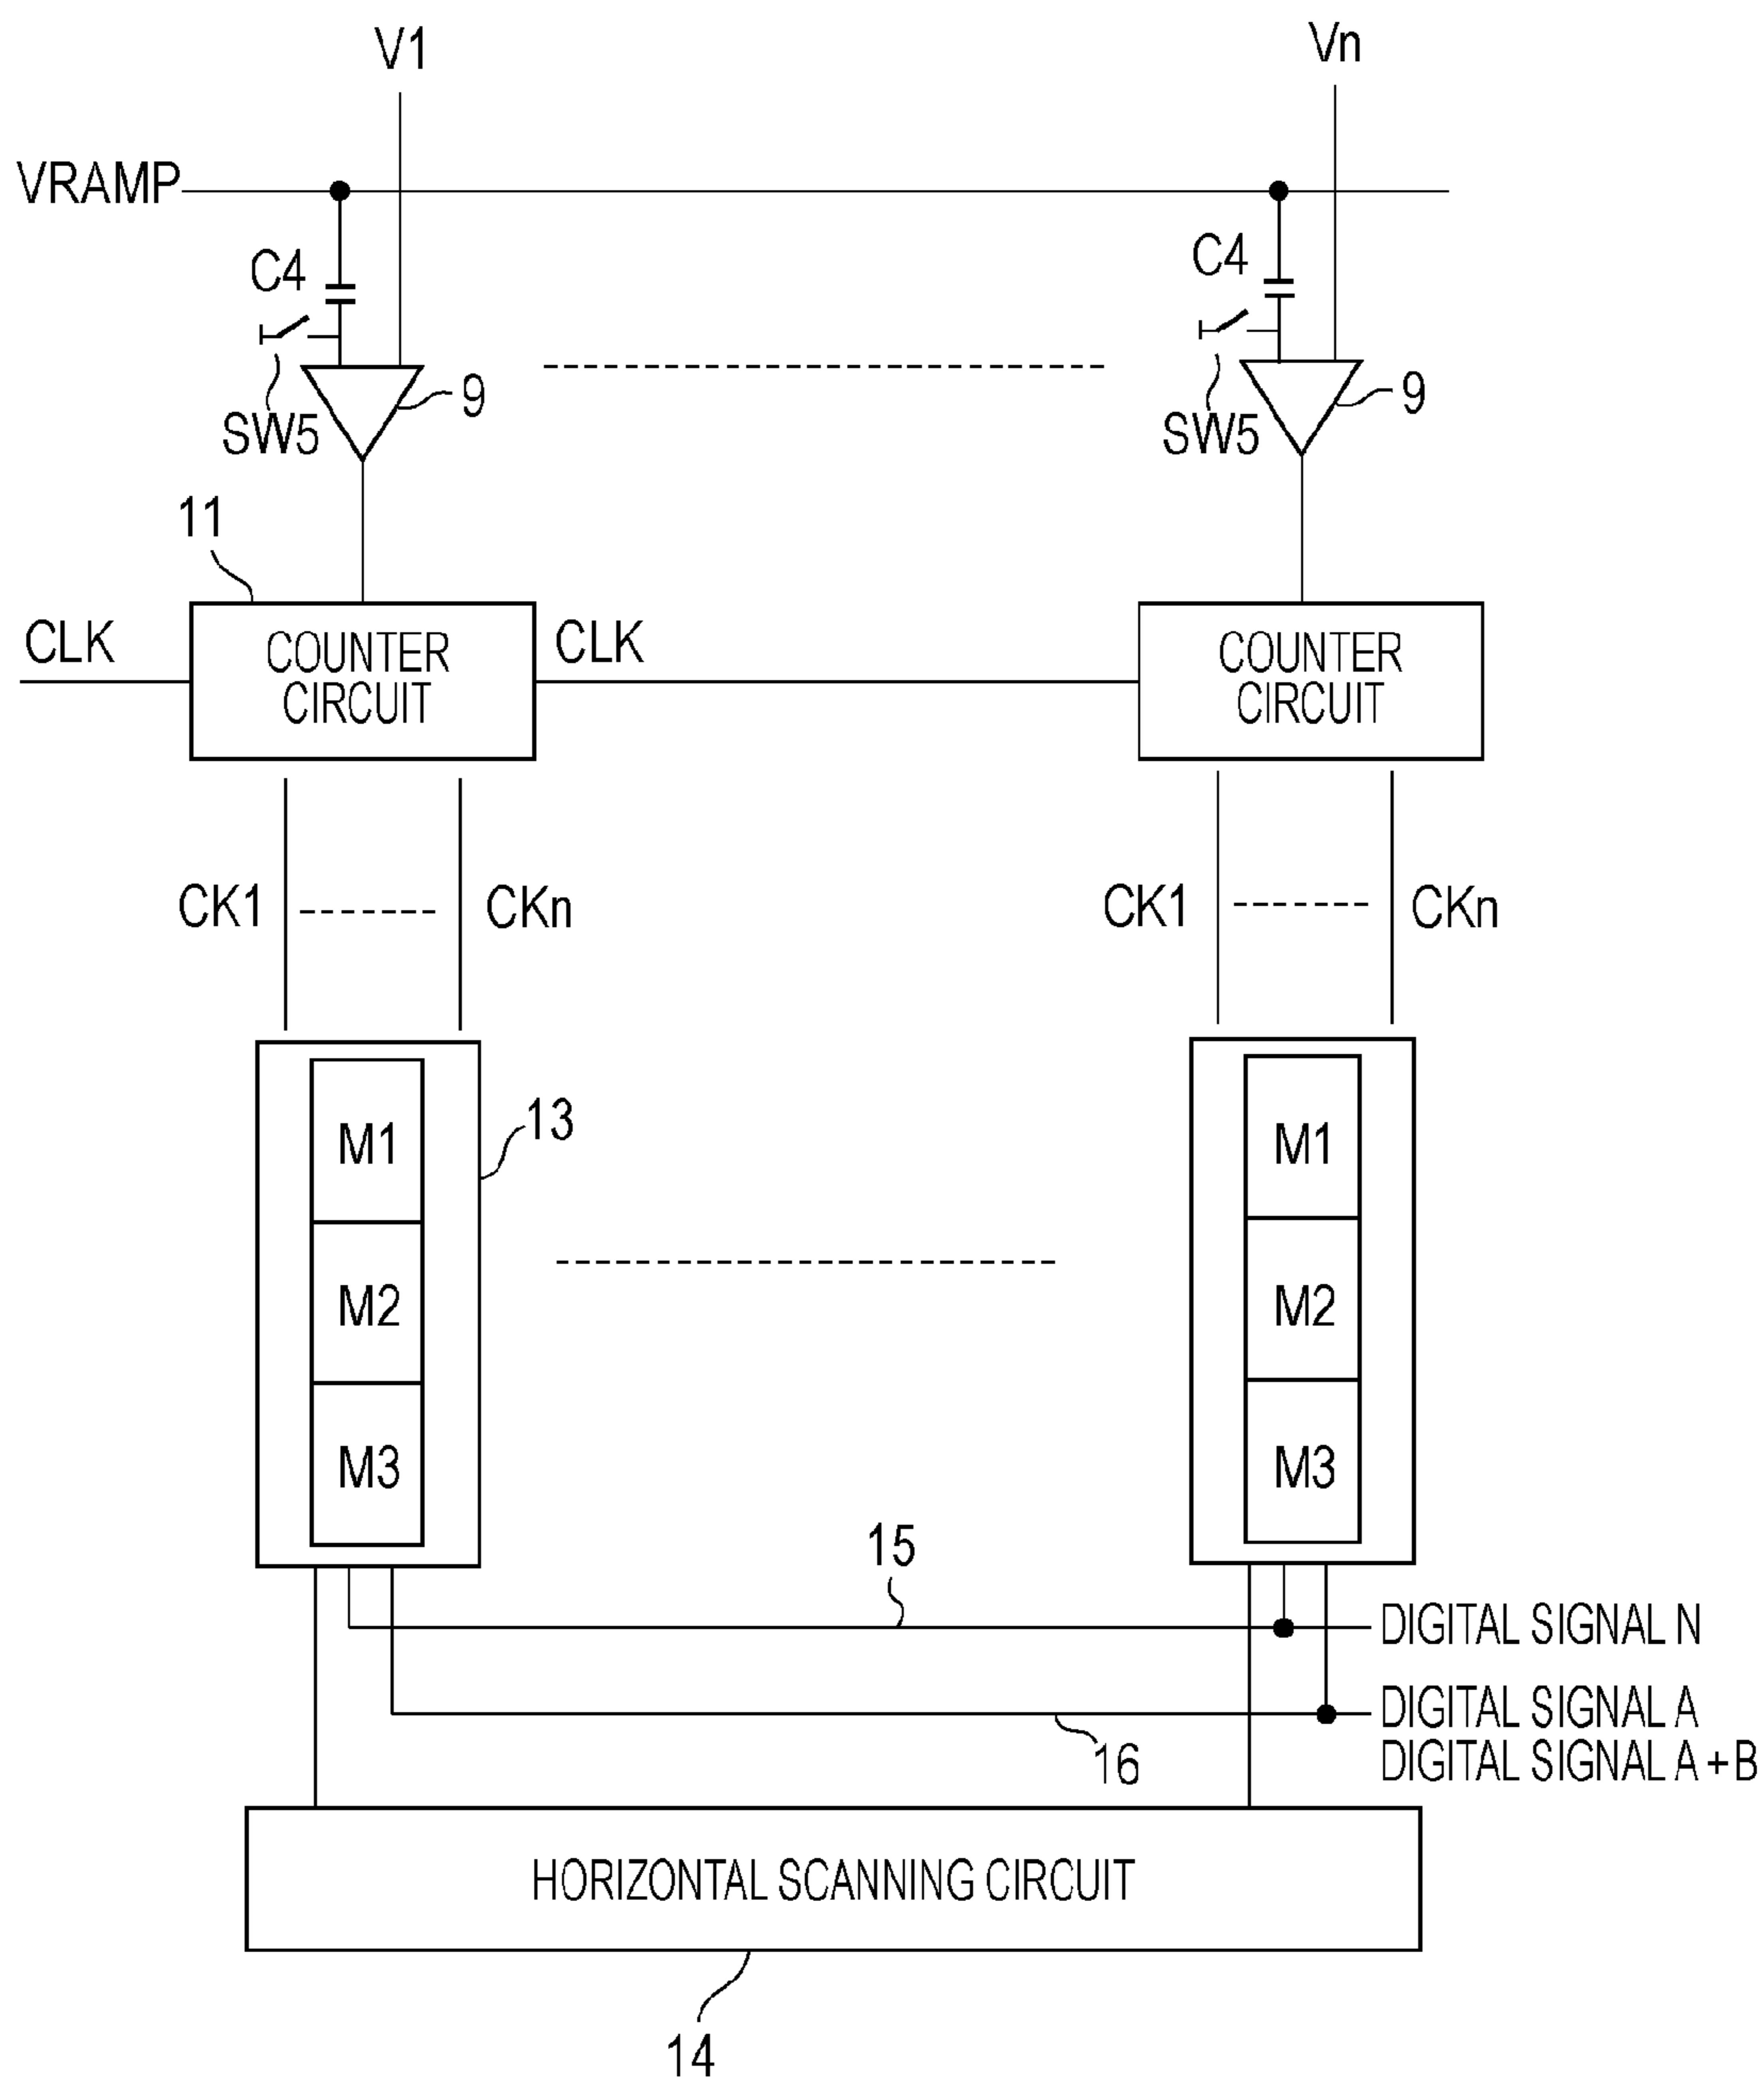 V1
Vn
VRAMP
C4
C4
SW5
9
SW5
9
11
CLK
COUNTER
CIRCUIT
CLK
COUNTER
CIRCUIT
CK1
CKn
CK1
CKn
M1
M2
M3
13
M1
M2
M3
15
DIGITAL SIGNAL N
16
DIGITAL SIGNAL A
DIGITAL SIGNAL A + B
HORIZONTAL SCANNING CIRCUIT
14